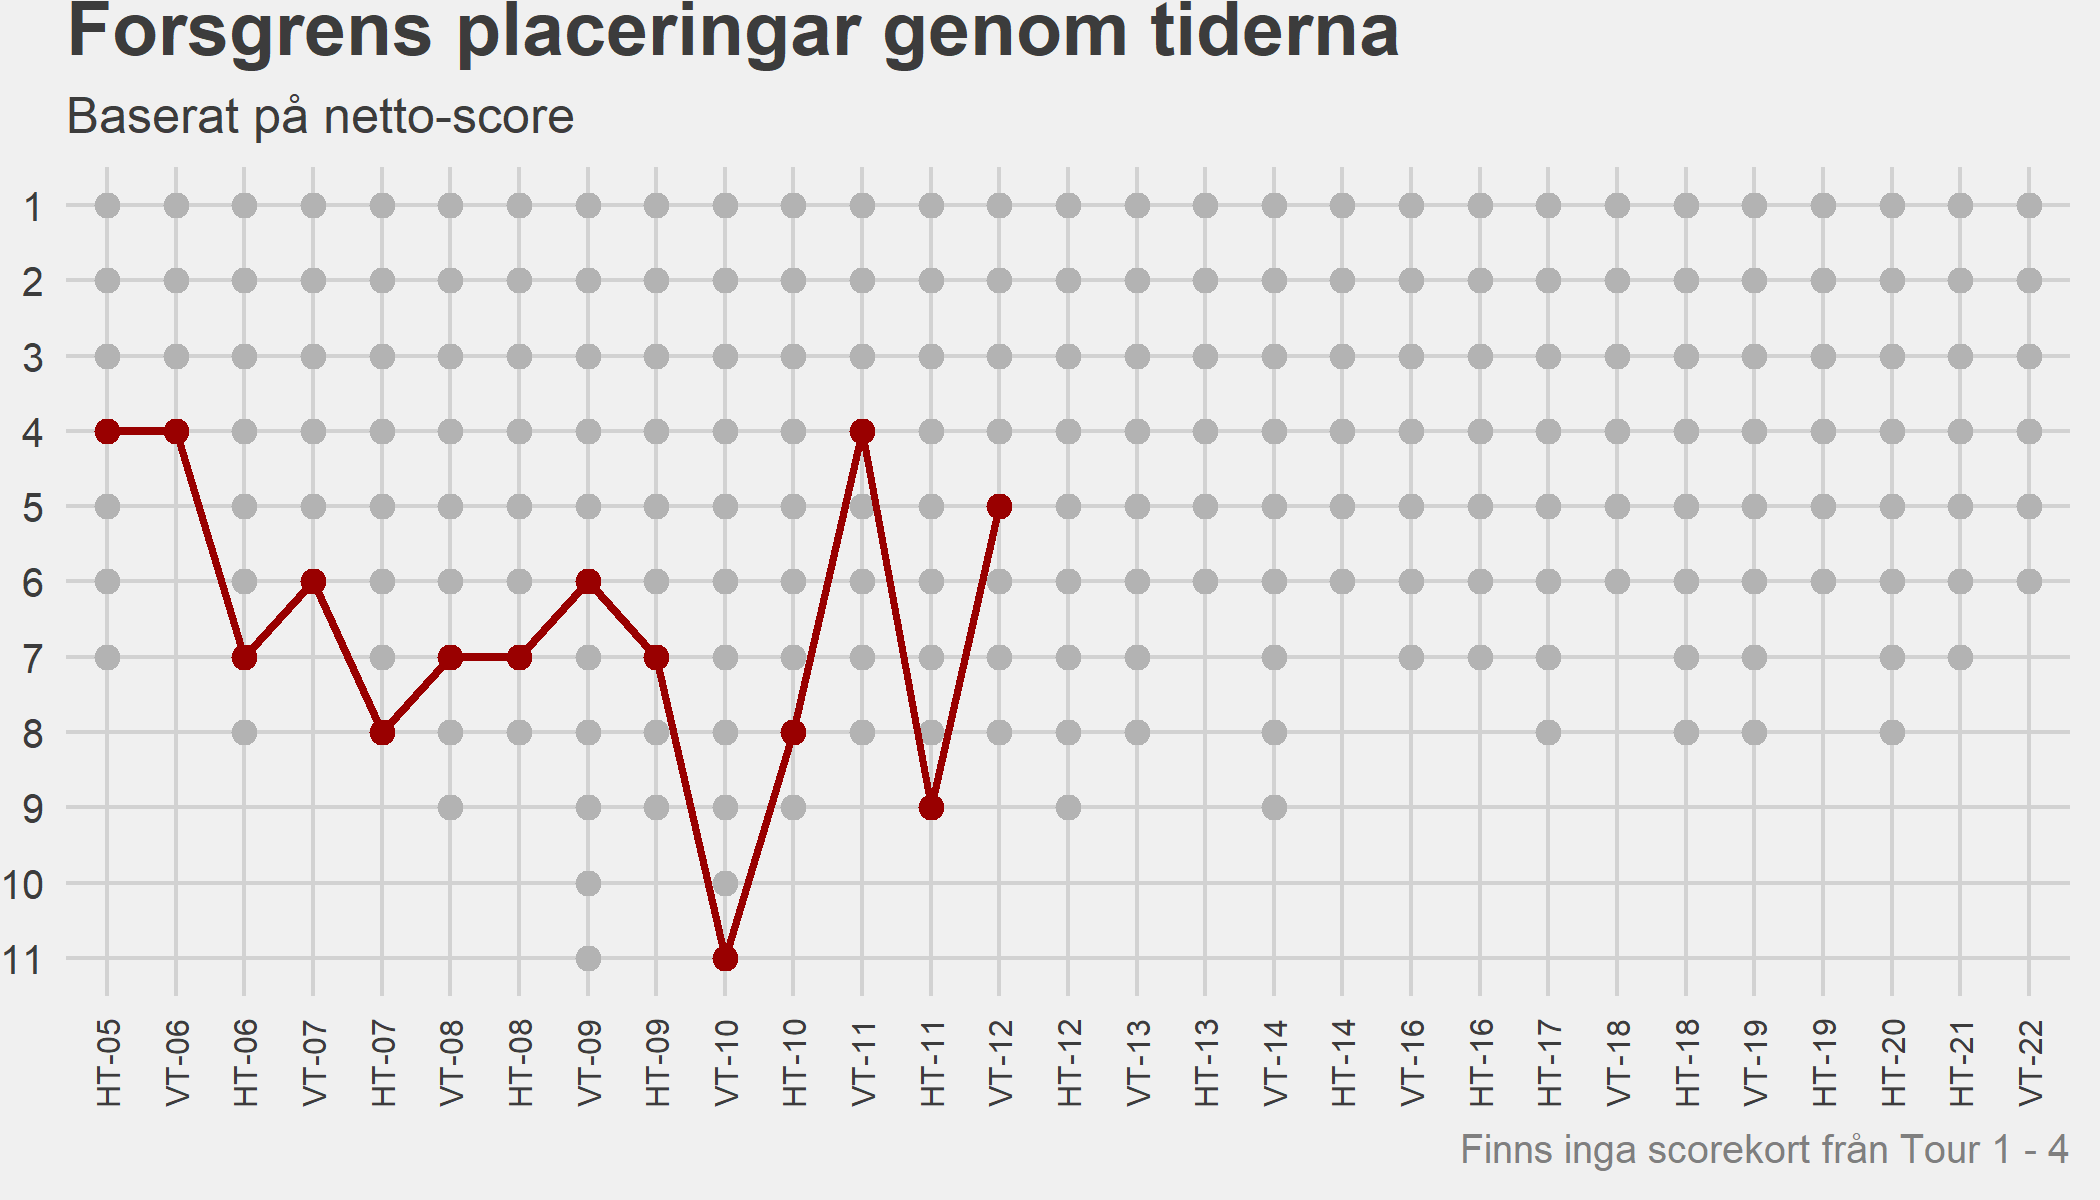 Forsgrens placeringar genom tiderna
Baserat på netto-score
1
2
3
4
5
6
7
8
9
10
11
HT-05
VT-06
HT-06
VT-07
HT-07
VT-08
HT-08
VT-09
HT-09
VT-10
HT-10
VT-11
HT-11
VT-12
HT-12
VT-13
HT-13
VT-14
HT-14
VT-16
HT-16
HT-17
VT-18
HT-18
VT-19
HT-19
HT-20
HT-21
VT-22
Finns inga scorekort från Tour 1 - 4